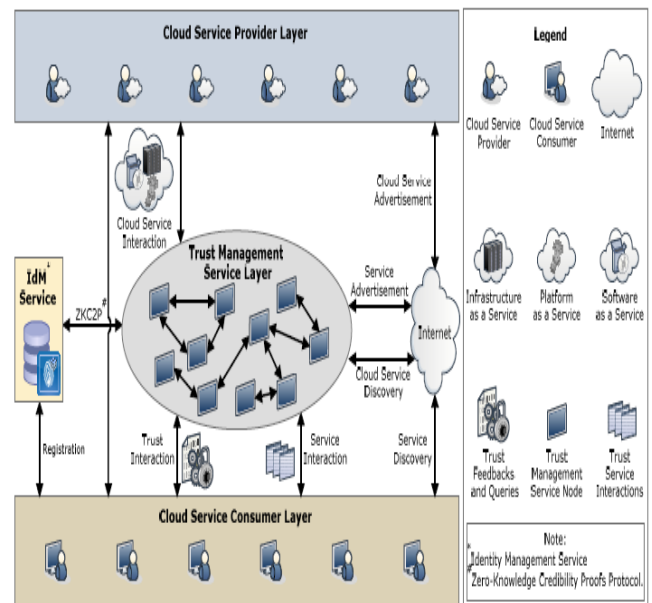 Cloud Service Provider Layer
Cloud Service
Interaction
Cloud Service
Advertisement
Trust Management
Service Layer
IdM*
Service
ZKC2P#
Service
Advertisement
Internet
Cloud Service
Discovery
Registration
Trust
Interaction
Service
Interaction
Service
Discovery
Cloud Service Consumer Layer
Legend
Cloud Service
Provider
Cloud Service
Consumer
Internet
Infrastructure
as a Service
Platform
as a Service
Software
as a Service
Trust
Feedbacks
and Queries
Trust
Management
Service Node
Trust
Service
Interactions
Note:
*Identity Management Service
#Zero-Knowledge Credibility Proofs Protocol.